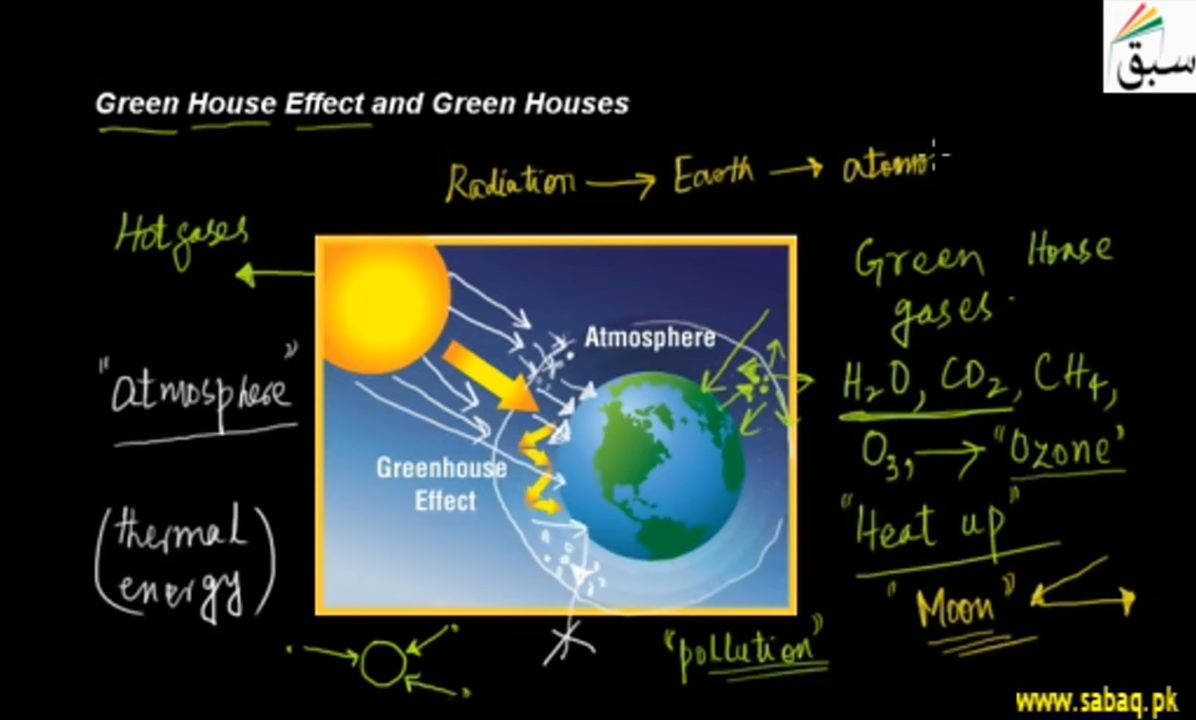 سبق
Green House Effect and Green Houses
Radiation → Earth → atomo
Hot gases
Green House
gases.
Atmosphere
"atmosphere"
H₂O, CO₂, CH₄,
O₃, → "Ozone"
Greenhouse
Effect
(thermal
energy)
"Heat up"
"Moon"
"pollution"
www.sabaq.pk